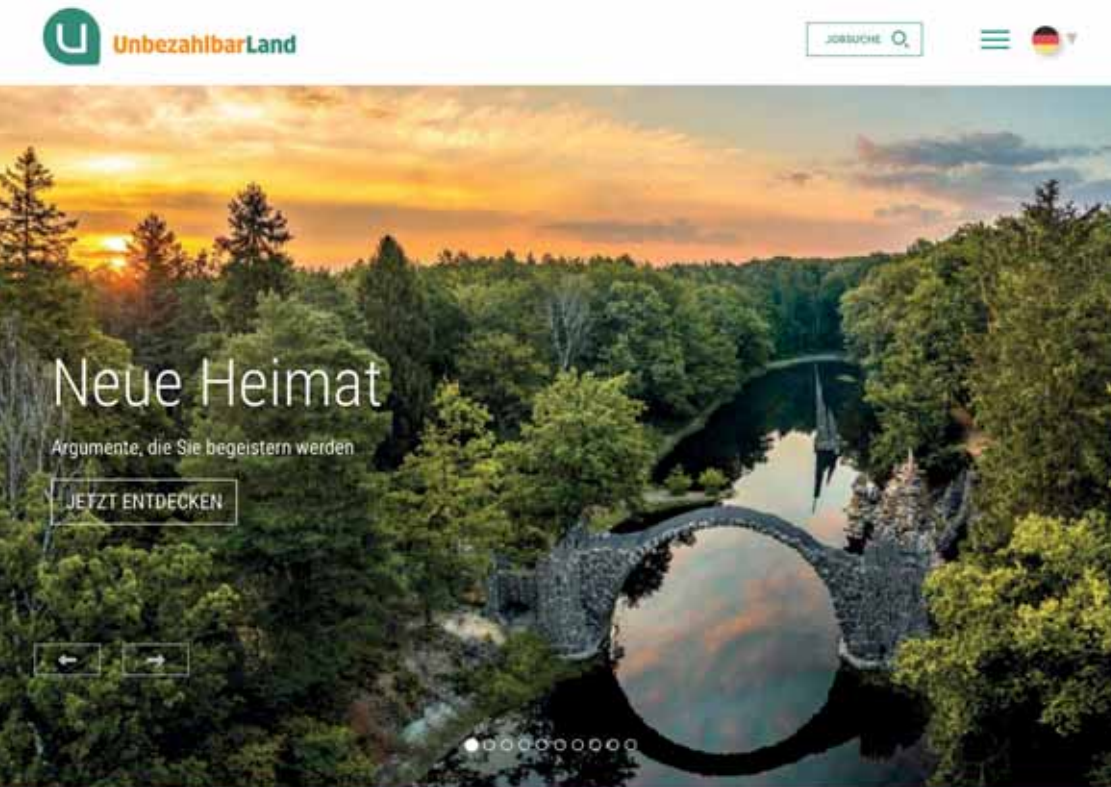 UnbezahlbarLand
JOBSUCHE
Neue Heimat
Argumente, die Sie begeistern werden
JETZT ENTDECKEN